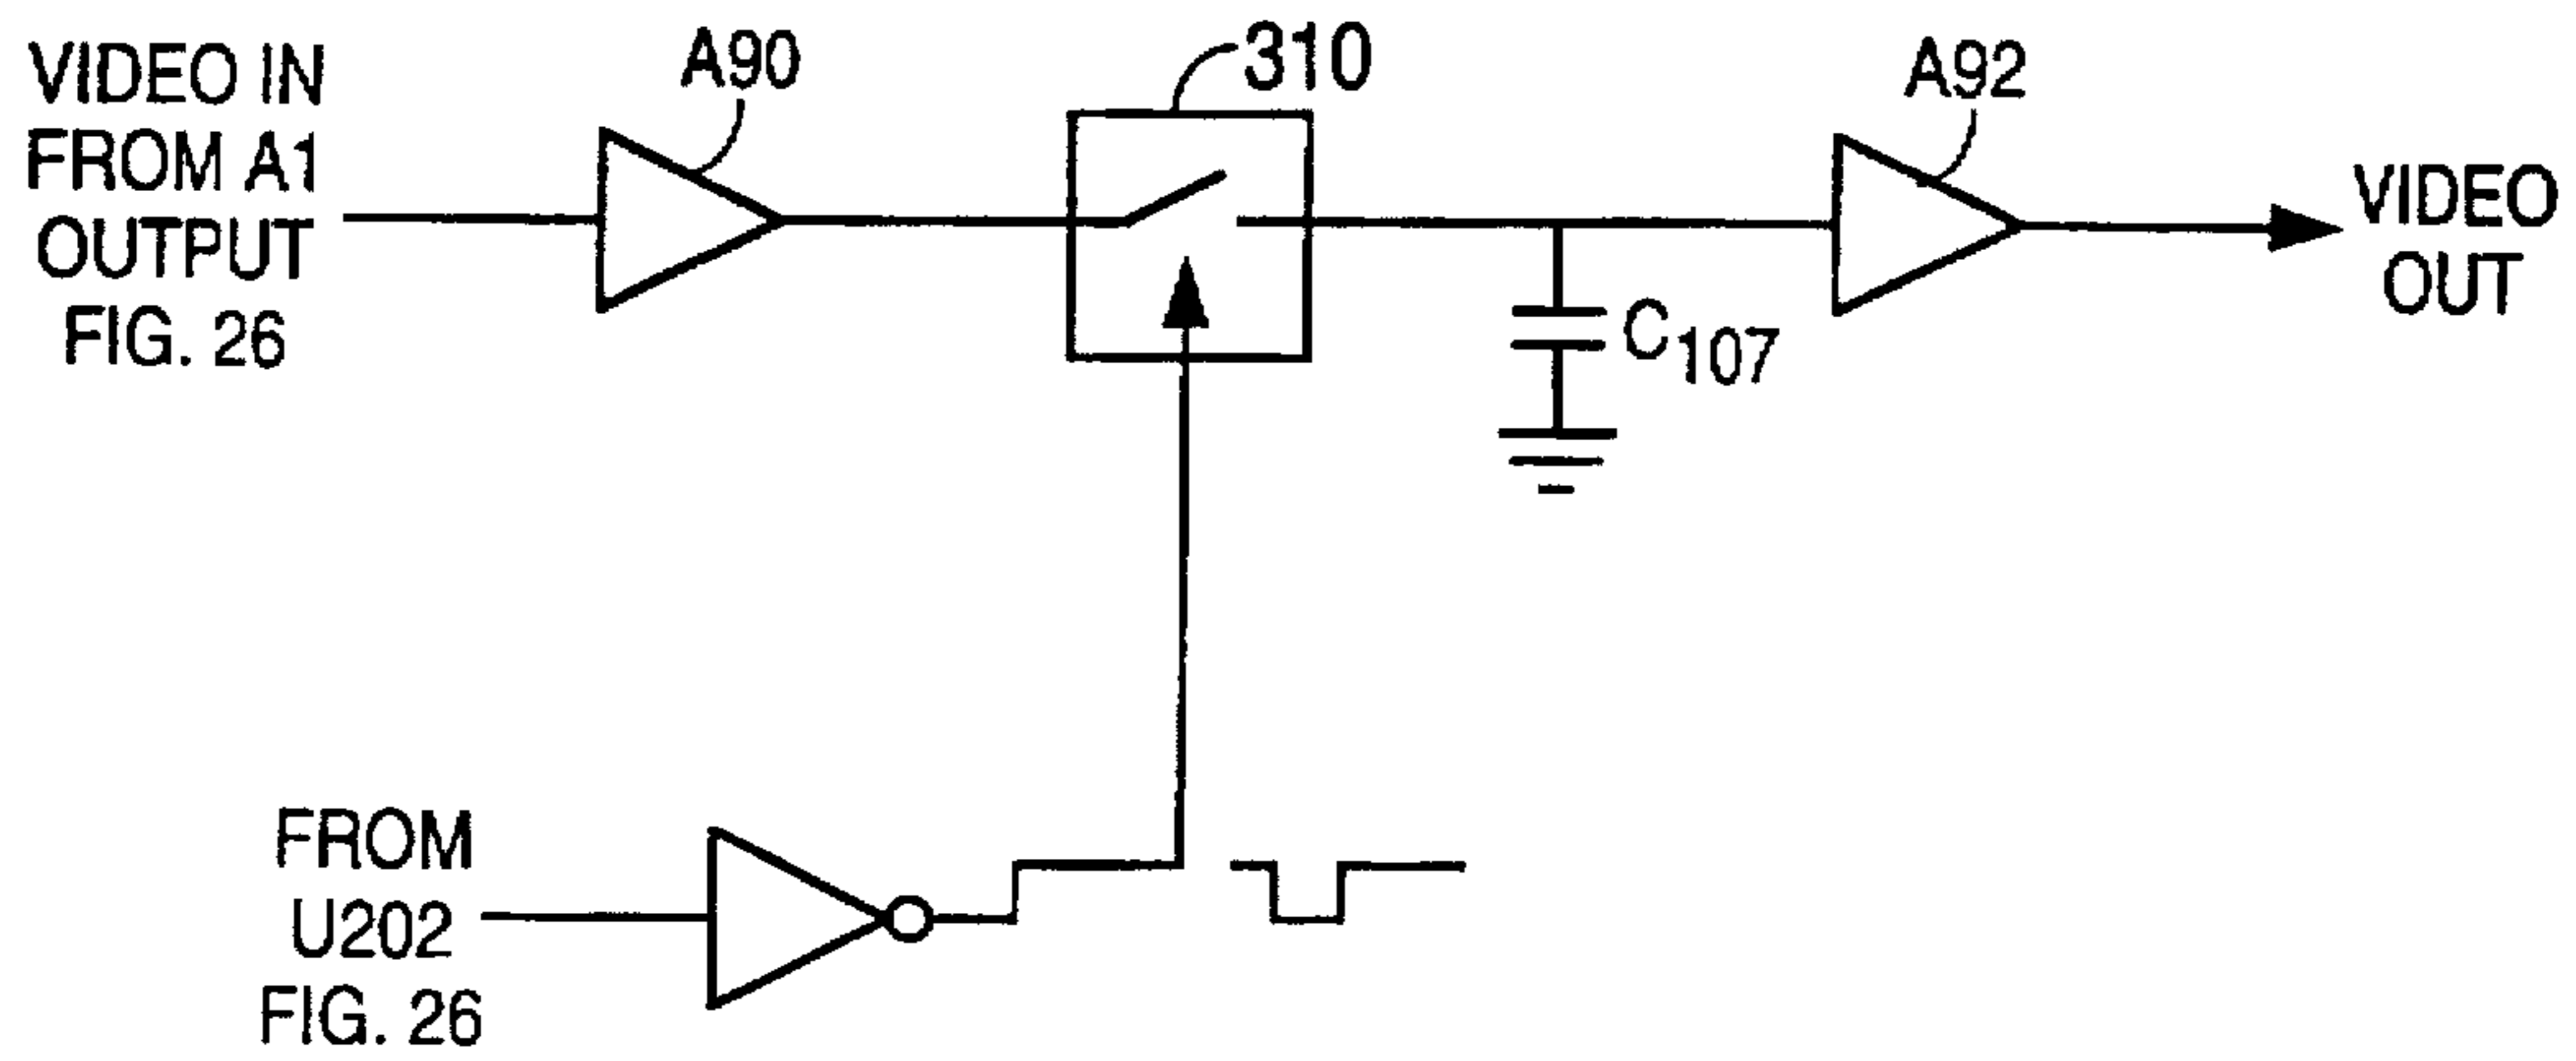 VIDEO IN
FROM A1
OUTPUT
FIG. 26
A90
310
A92
VIDEO
OUT
C107
FROM
U202
FIG. 26